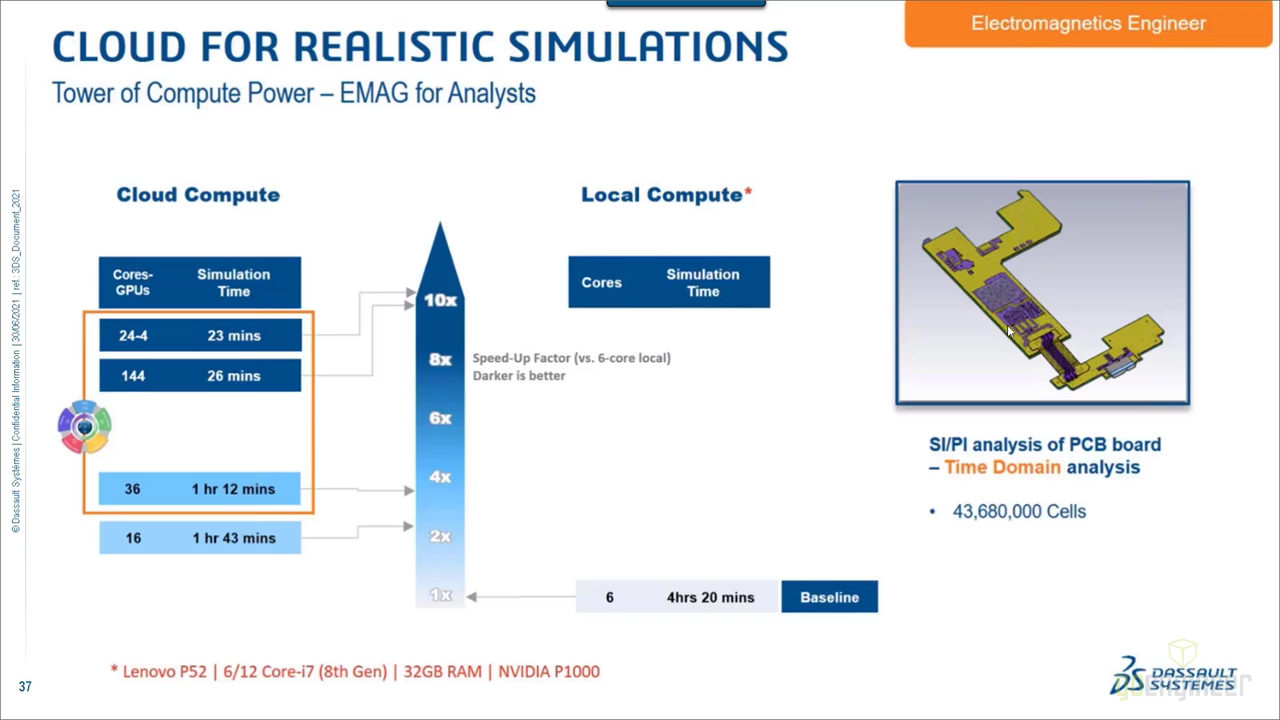 Electromagnetics Engineer
CLOUD FOR REALISTIC SIMULATIONS
Tower of Compute Power – EMAG for Analysts
Cloud Compute
Local Compute*
Cores-
GPUs
Simulation
Time
Cores
Simulation
Time
10x
24-4 23 mins
8x
Speed-Up Factor (vs. 6-core local)
Darker is better
144 26 mins
6x
4x
36 1 hr 12 mins
2x
16 1 hr 43 mins
1x
6 4hrs 20 mins Baseline
SI/PI analysis of PCB board
– Time Domain analysis
• 43,680,000 Cells
* Lenovo P52 | 6/12 Core-i7 (8th Gen) | 32GB RAM | NVIDIA P1000
37
© Dassault Systèmes | Confidential Information | 30/06/2021 | ref.: 3DS_Document_2021
3DS DASSAULT
SYSTEMES
goengineer